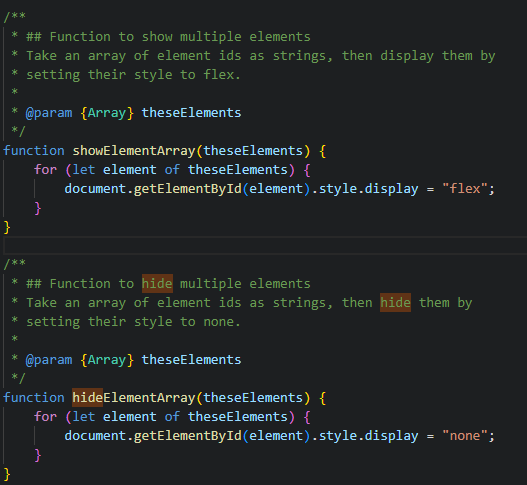 /**
 * ## Function to show multiple elements
 * Take an array of element ids as strings, then display them by
 * setting their style to flex.
 *
 * @param {Array} theseElements
 */
function showElementArray(theseElements) {
    for (let element of theseElements) {
        document.getElementById(element).style.display = "flex";
    }
}
/**
 * ## Function to hide multiple elements
 * Take an array of element ids as strings, then hide them by
 * setting their style to none.
 *
 * @param {Array} theseElements
 */
function hideElementArray(theseElements) {
    for (let element of theseElements) {
        document.getElementById(element).style.display = "none";
    }
}